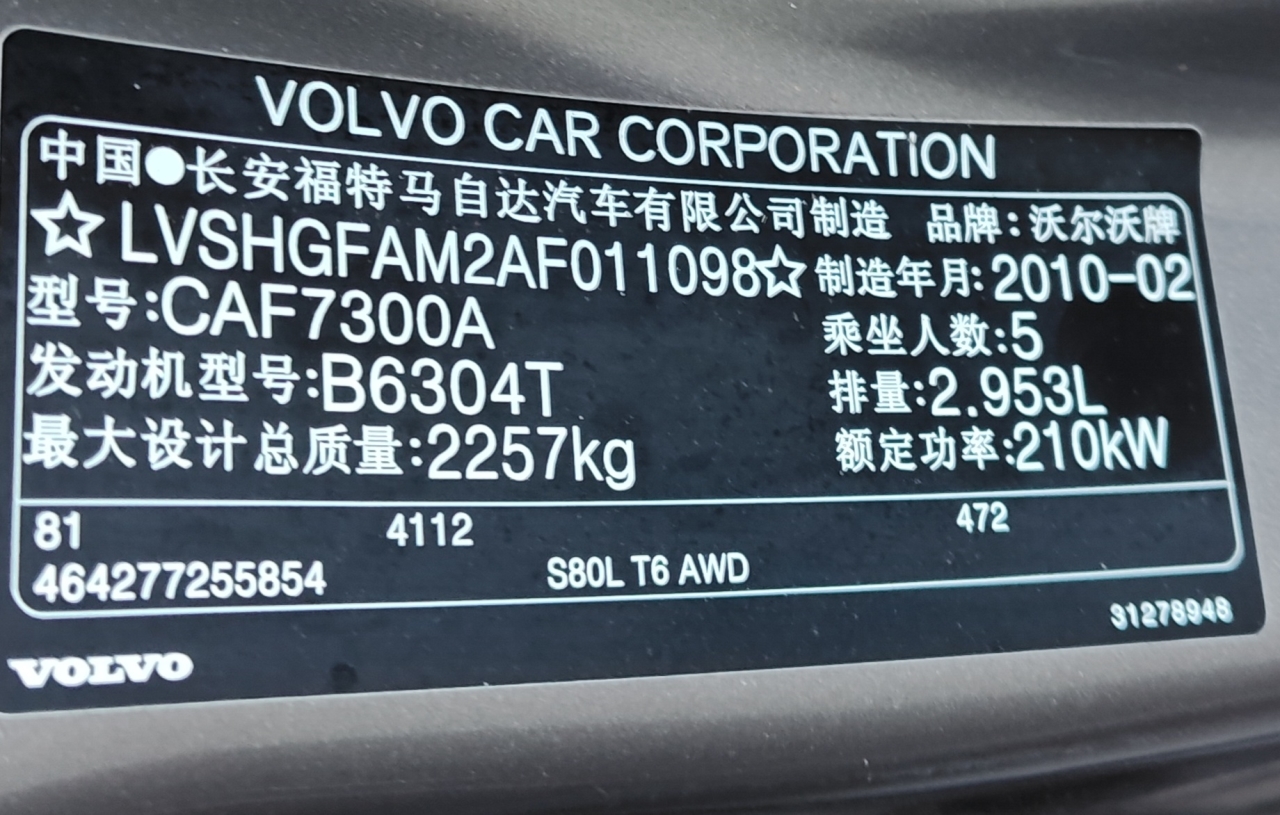 VOLVO CAR CORPORATiON
中国●长安福特马自达汽车有限公司制造 品牌:沃尔沃牌
☆LVSHGFAM2AF011098☆ 制造年月:2010-02
型号:CAF7300A 乘坐人数:5
发动机型号:B6304T 排量:2.953L
最大设计总质量:2257kg 额定功率:210kW
81 4112 472
464277255854 S80L T6 AWD
31278948
VOLVO